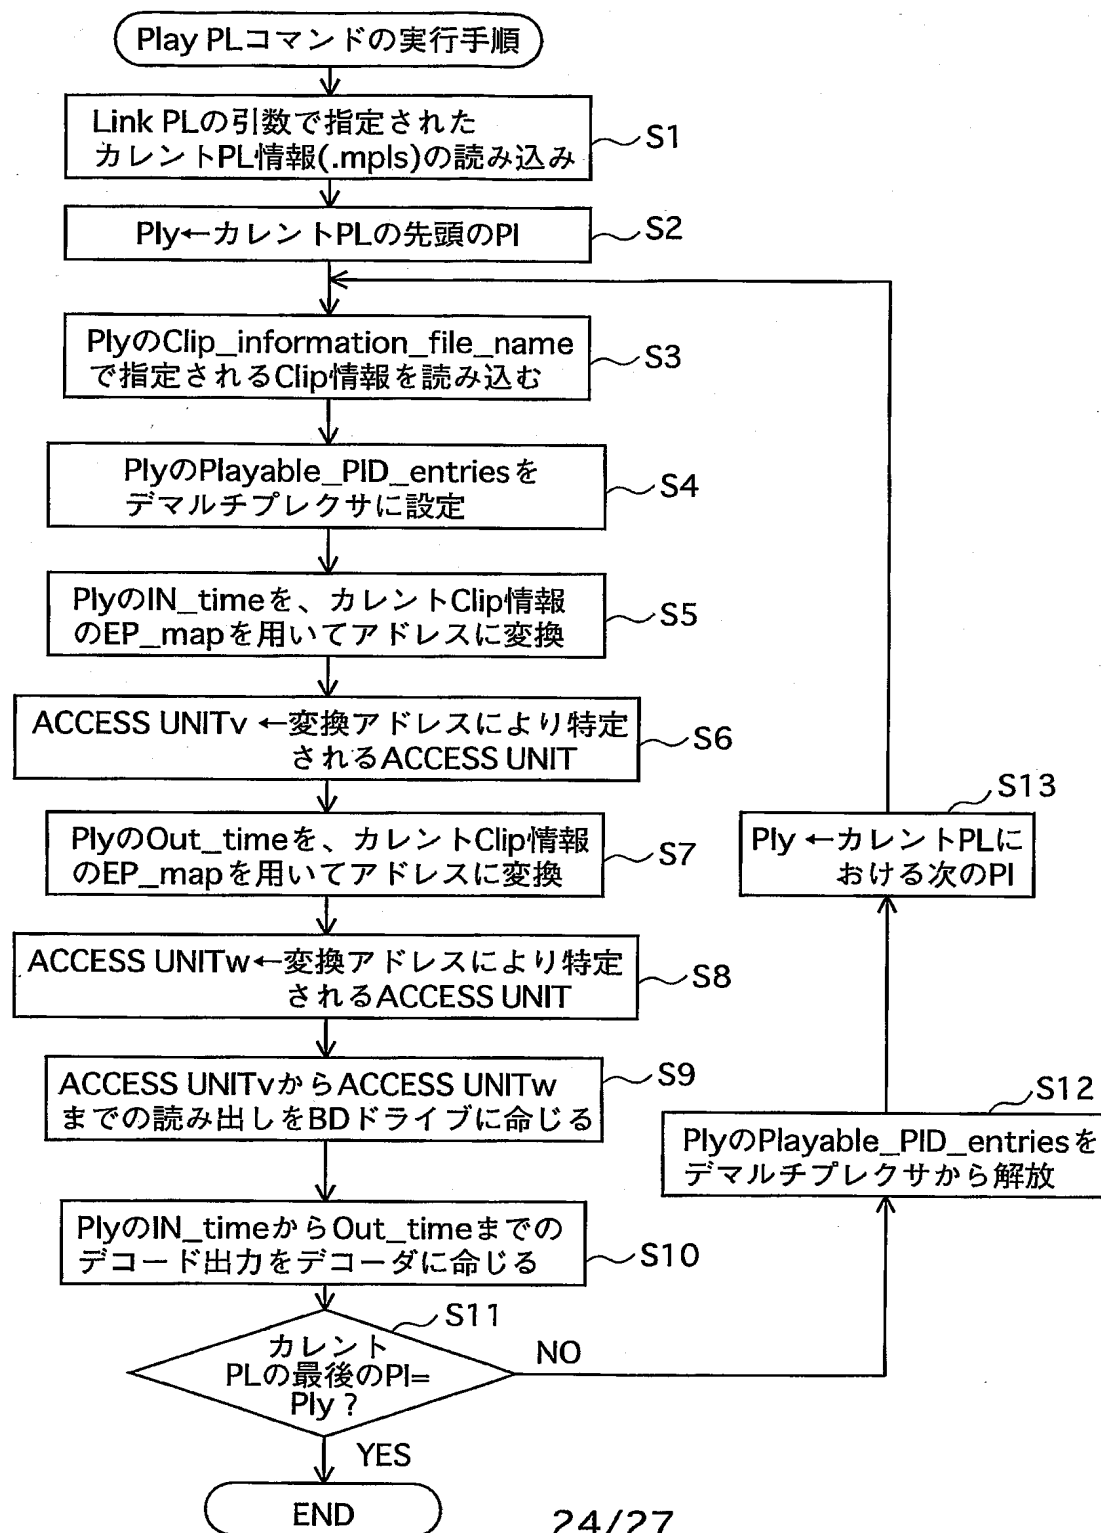 Play PLコマンドの実行手順
Link PLの引数で指定された
カレントPL情報(.mpls)の読み込み
S1
PIy←カレントPLの先頭のPI
S2
PIyのClip_information_file_name
で指定されるClip情報を読み込む
S3
PIyのPlayable_PID_entriesを
デマルチプレクサに設定
S4
PIyのIN_timeを、カレントClip情報
のEP_mapを用いてアドレスに変換
S5
ACCESS UNITv ←変換アドレスにより特定
されるACCESS UNIT
S6
PIyのOut_timeを、カレントClip情報
のEP_mapを用いてアドレスに変換
S7
ACCESS UNITw←変換アドレスにより特定
されるACCESS UNIT
S8
ACCESS UNITvからACCESS UNITw
までの読み出しをBDドライブに命じる
S9
PIyのIN_timeからOut_timeまでの
デコード出力をデコーダに命じる
S10
カレント
PLの最後のPI=
PIy ?
S11
NO
YES
END
PIyのPlayable_PID_entriesを
デマルチプレクサから解放
S12
PIy ←カレントPLに
おける次のPI
S13
24/27